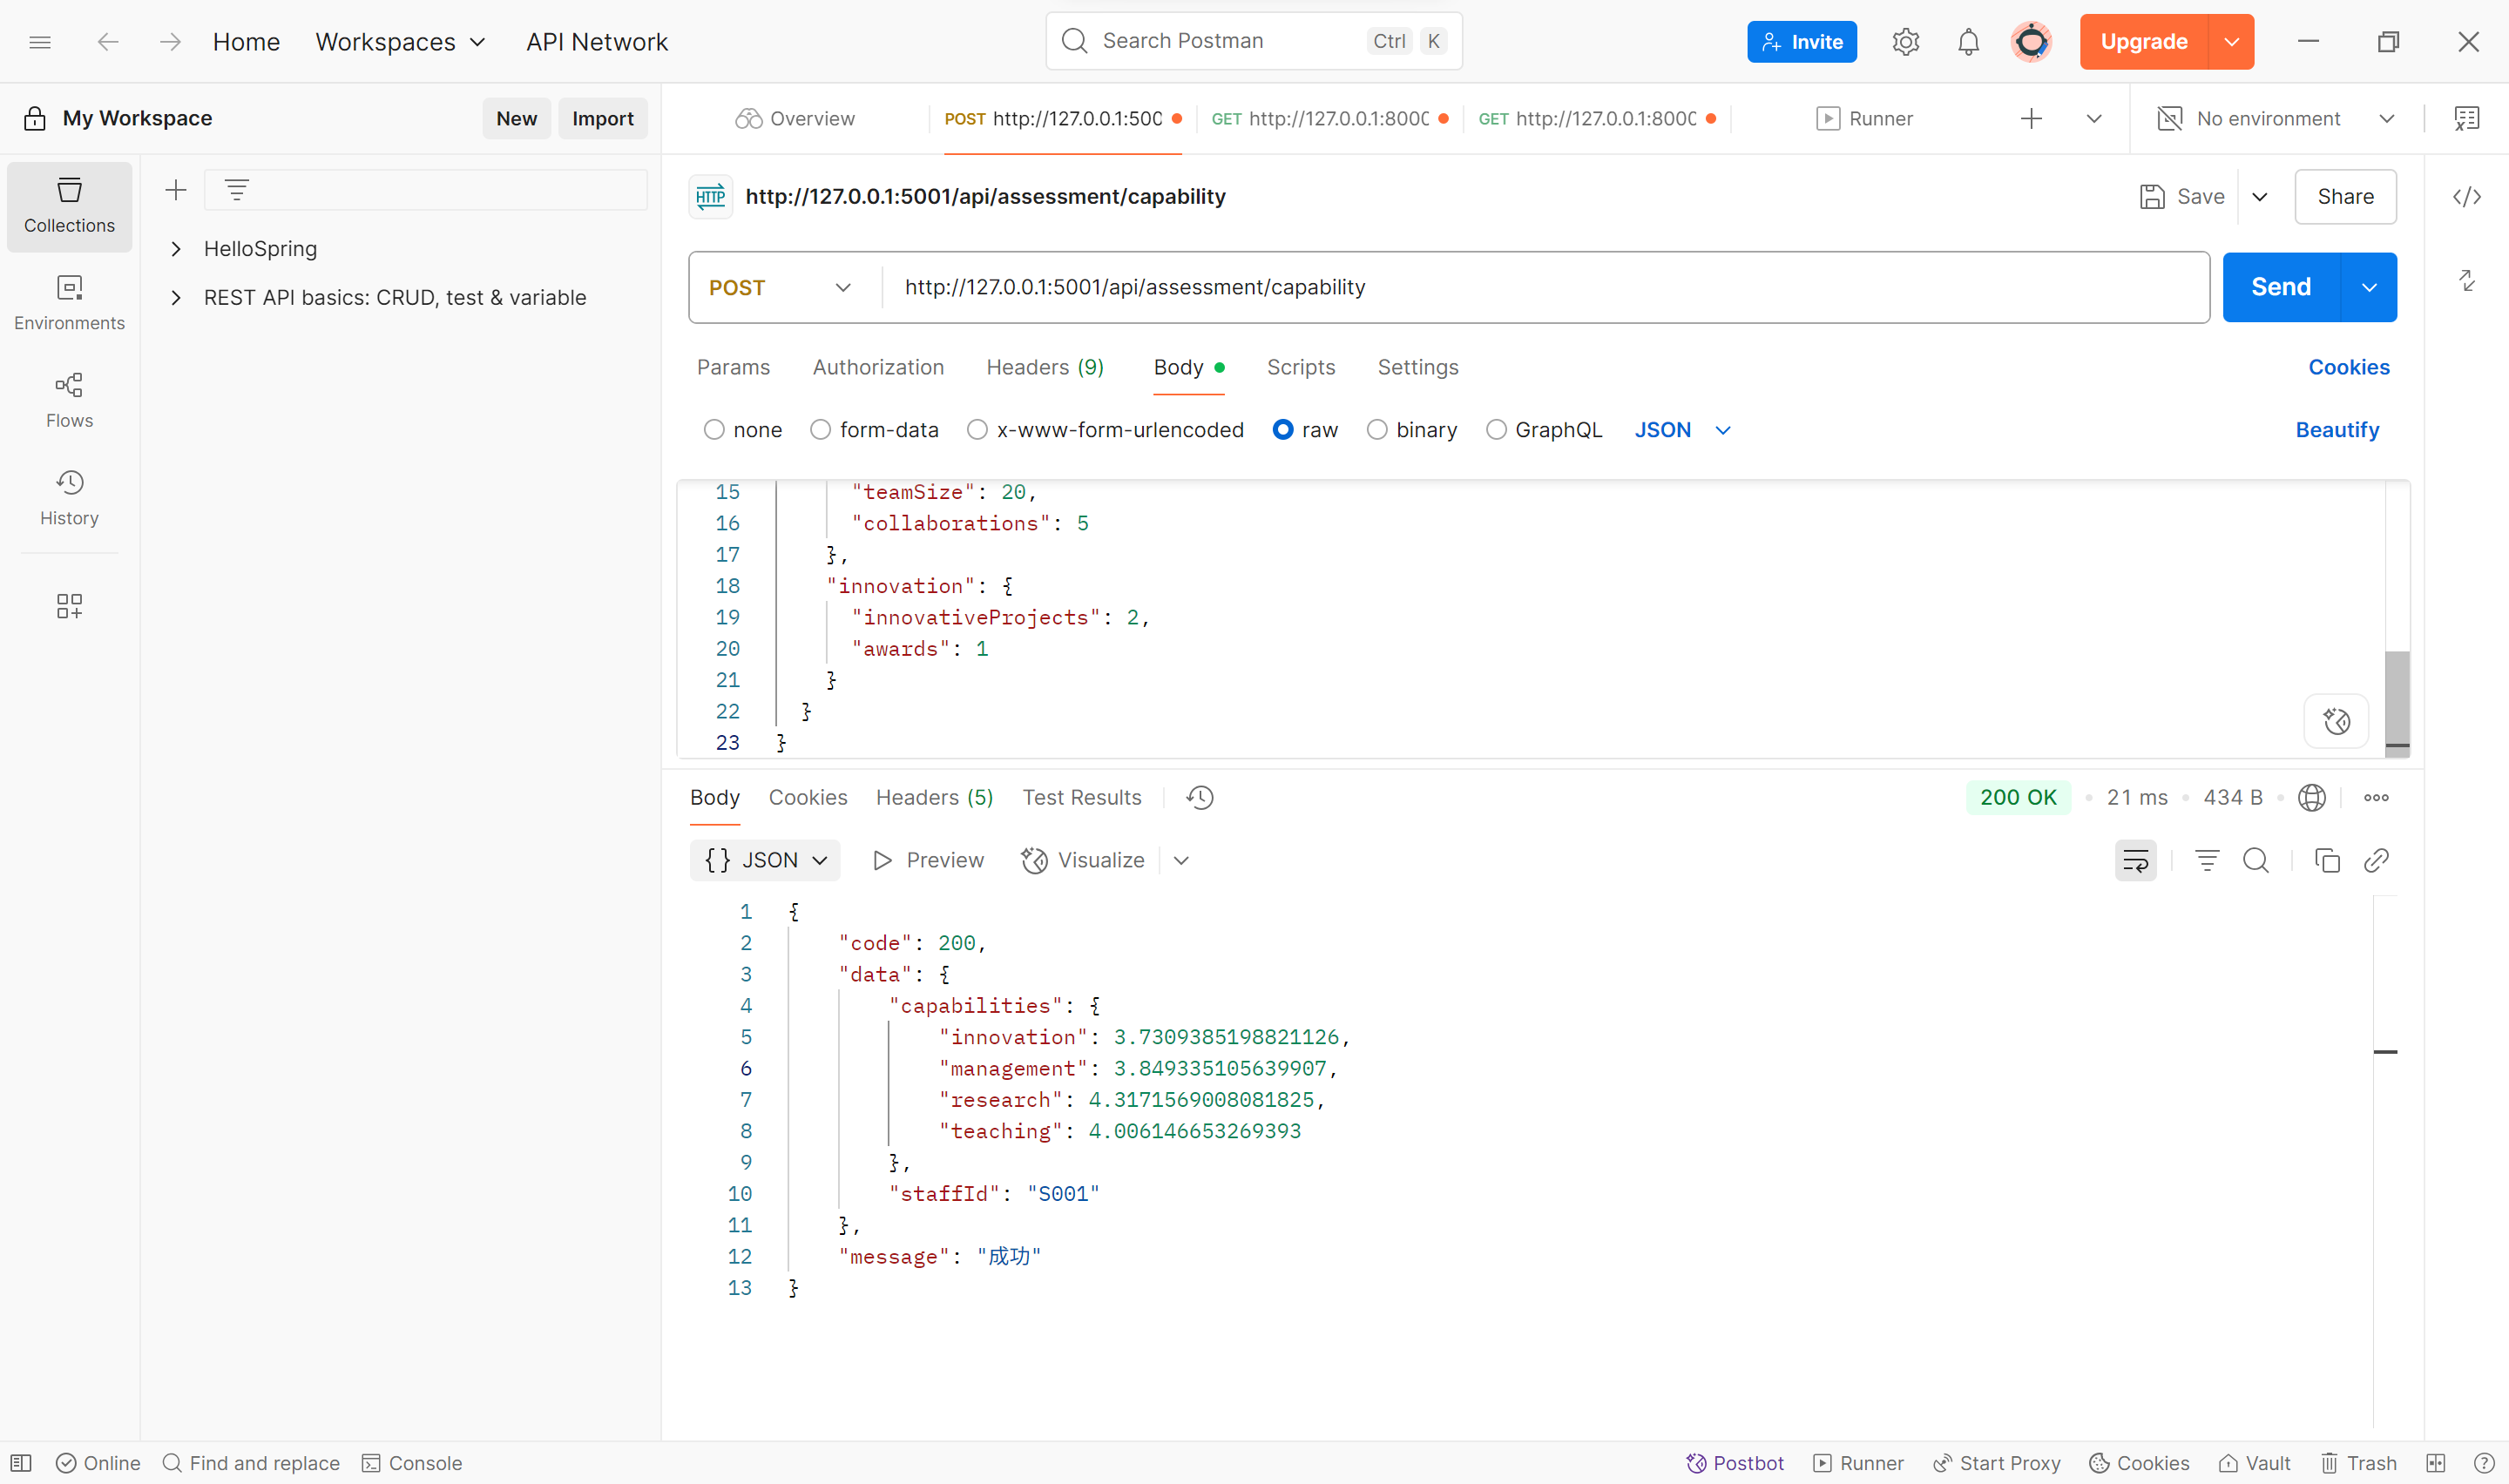 Home Workspaces API Network Search Postman Ctrl K Invite Upgrade
My Workspace New Import Overview POST http://127.0.0.1:500 GET http://127.0.0.1:8000 GET http://127.0.0.1:8000 Runner No environment
Collections
Environments
Flows
History
HelloSpring
REST API basics: CRUD, test & variable
HTTP http://127.0.0.1:5001/api/assessment/capability Save Share
POST http://127.0.0.1:5001/api/assessment/capability Send
Params Authorization Headers (9) Body Scripts Settings Cookies
none form-data x-www-form-urlencoded raw binary GraphQL JSON Beautify
15 "teamSize": 20,
16 "collaborations": 5
17 },
18 "innovation": {
19 "innovativeProjects": 2,
20 "awards": 1
21 }
22 }
23 }
Body Cookies Headers (5) Test Results 200 OK 21 ms 434 B
{} JSON Preview Visualize
1 {
2 "code": 200,
3 "data": {
4 "capabilities": {
5 "innovation": 3.7309385198821126,
6 "management": 3.849335105639907,
7 "research": 4.3171569008081825,
8 "teaching": 4.006146653269393
9 },
10 "staffId": "S001"
11 },
12 "message": "成功"
13 }
Online Find and replace Console Postbot Runner Start Proxy Cookies Vault Trash